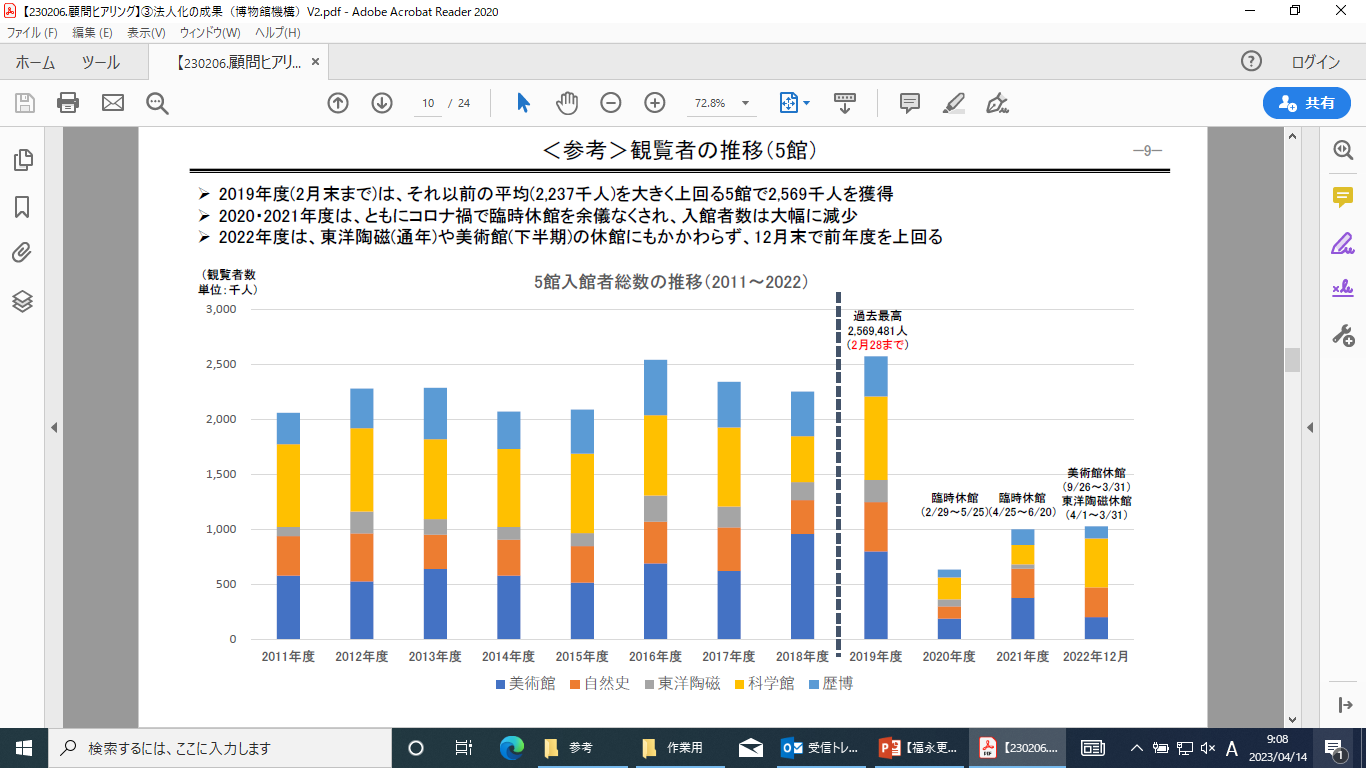 【230206.顧問ヒアリング】③法人化の成果（博物館機構）V2.pdf - Adobe Acrobat Reader 2020
ファイル(F) 編集(E) 表示(V) ウィンドウ(W) ヘルプ(H)
ホーム ツール 【230206.顧問ヒアリ... × ? ログイン
10 / 24 72.8% 共有
＜参考＞観覧者の推移（5館） －9－
➢ 2019年度(2月末まで)は、それ以前の平均(2,237千人)を大きく上回る5館で2,569千人を獲得
➢ 2020・2021年度は、ともにコロナ禍で臨時休館を余儀なくされ、入館者数は大幅に減少
➢ 2022年度は、東洋陶磁(通年)や美術館(下半期)の休館にもかかわらず、12月末で前年度を上回る
（観覧者数
単位：千人）
5館入館者総数の推移（2011～2022）
3,000
2,500
2,000
1,500
1,000
500
0
過去最高
2,569,481人
（2月28まで）
臨時休館
（2/29～5/25）
臨時休館
（4/25～6/20）
美術館休館
（9/26～3/31）
東洋陶磁休館
（4/1～3/31）
2011年度 2012年度 2013年度 2014年度 2015年度 2016年度 2017年度 2018年度 2019年度 2020年度 2021年度 2022年12月
美術館 自然史 東洋陶磁 科学館 歴博
検索するには、ここに入力します 参考 作業用 受信トレ... 【福永更... 【230206.... A 9:08
2023/04/14 1